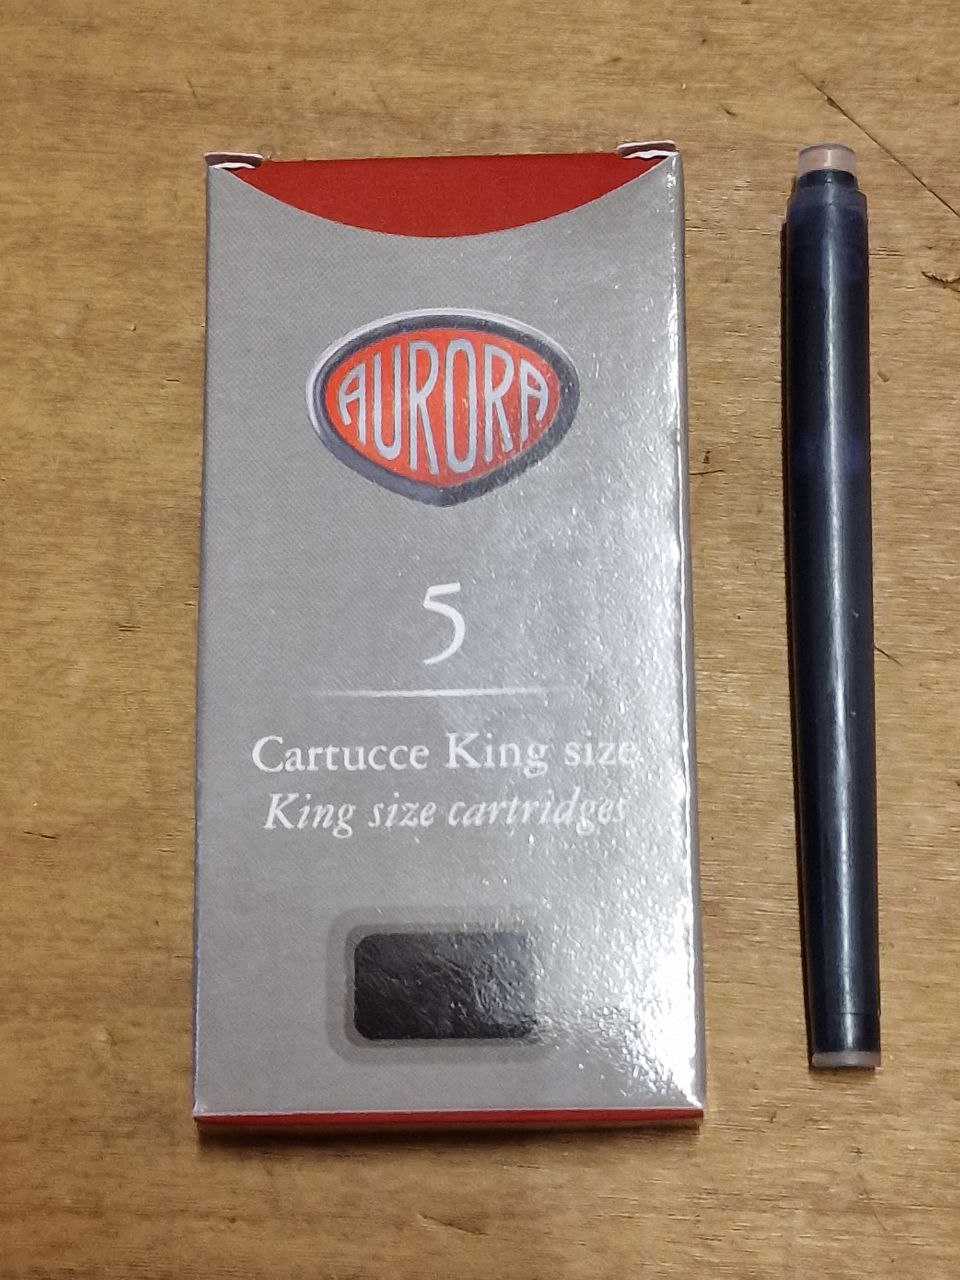 AURORA
5
Cartucce King size
King size cartridges